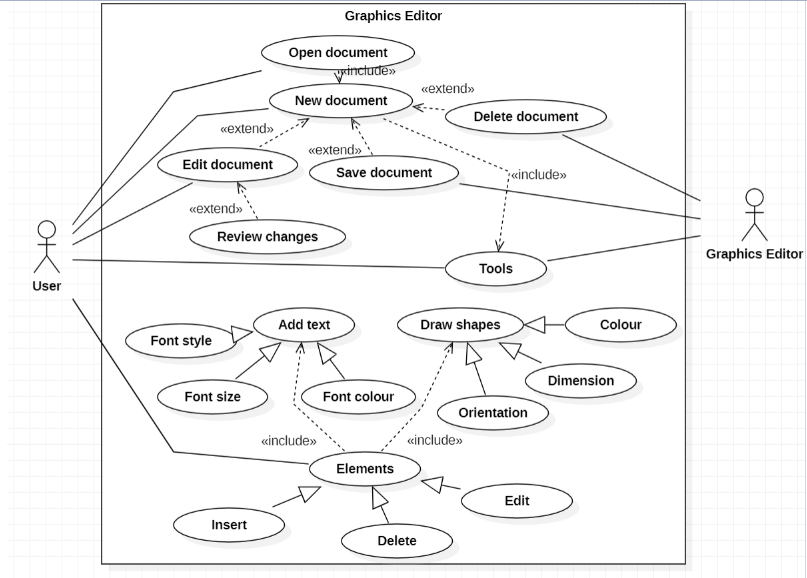 Graphics Editor
Open document
«include»
New document
«extend»
Delete document
«extend»
Edit document
«extend»
Save document
«include»
«extend»
Review changes
Tools
User
Graphics Editor
Font style
Add text
Draw shapes
Colour
Font size
Font colour
Dimension
Orientation
«include»
«include»
Elements
Insert
Edit
Delete